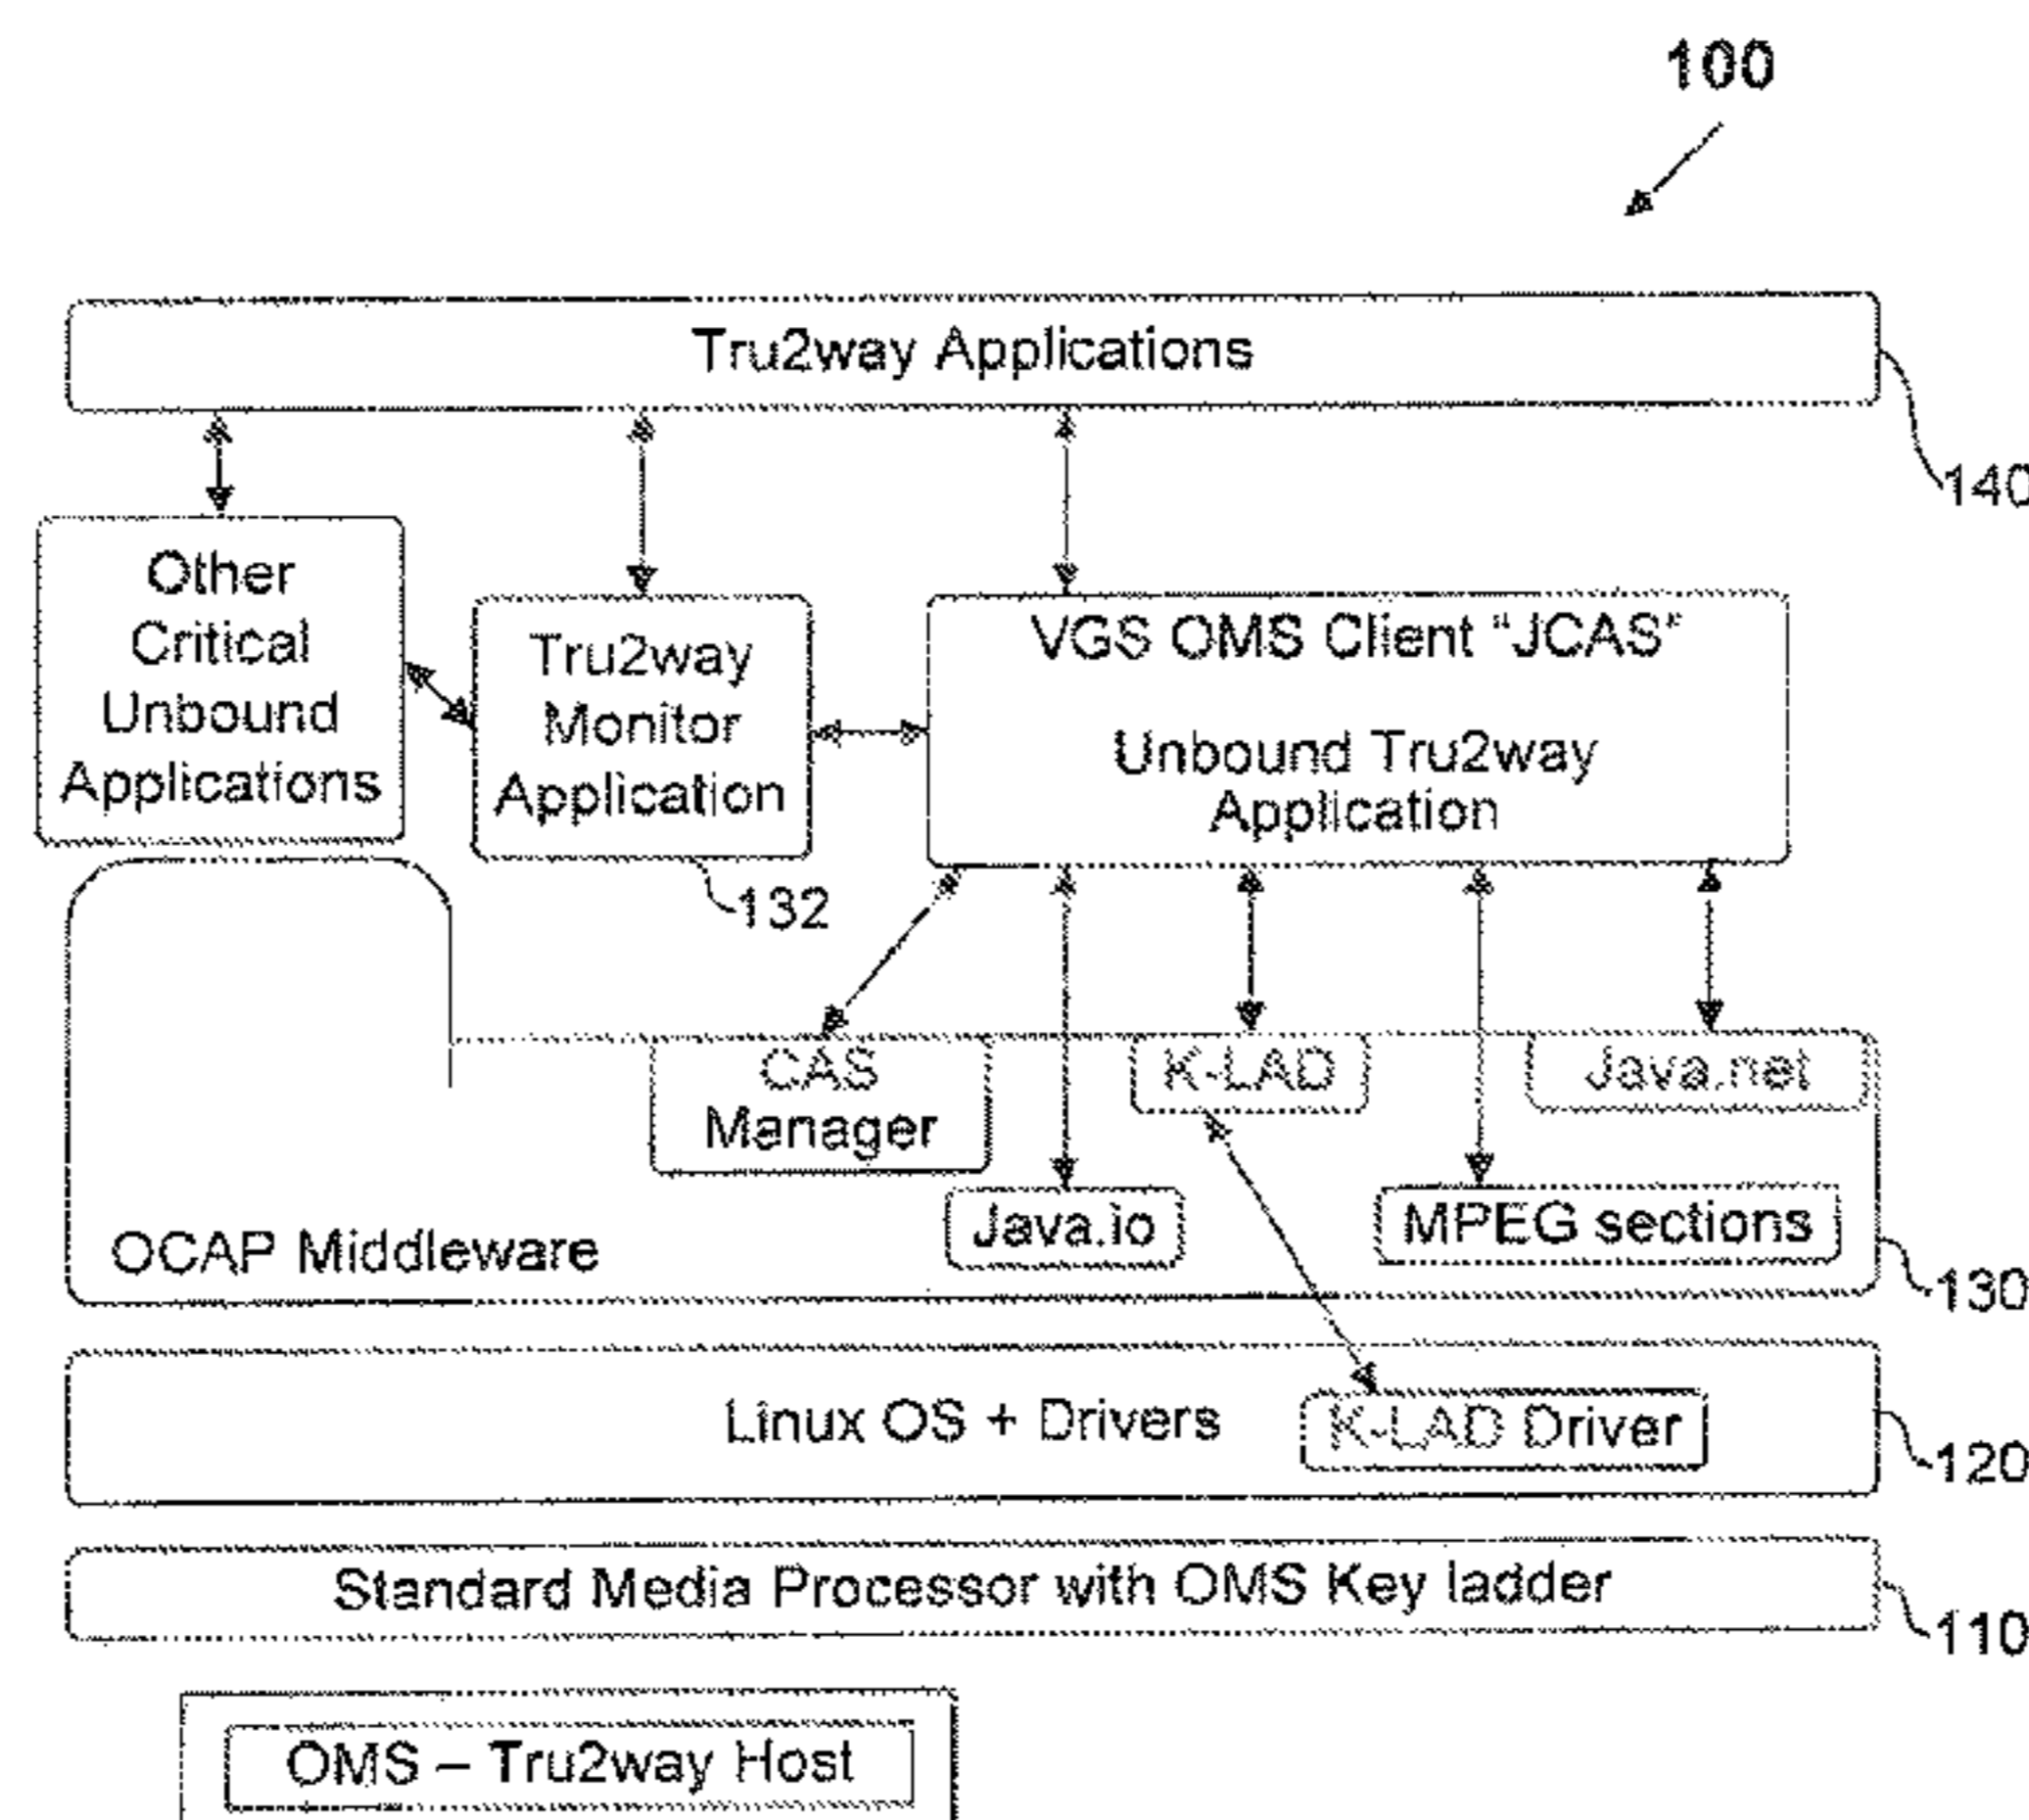 100
Tru2way Applications
140
Other
Critical
Unbound
Applications
Tru2way
Monitor
Application
132
VGS OMS Client "JCAS"
Unbound Tru2way
Application
CAS
Manager
K-LAD
Java.net
Java.io
MPEG sections
OCAP Middleware
130
Linux OS + Drivers
K-LAD Driver
120
Standard Media Processor with OMS Key ladder
110
OMS – Tru2way Host